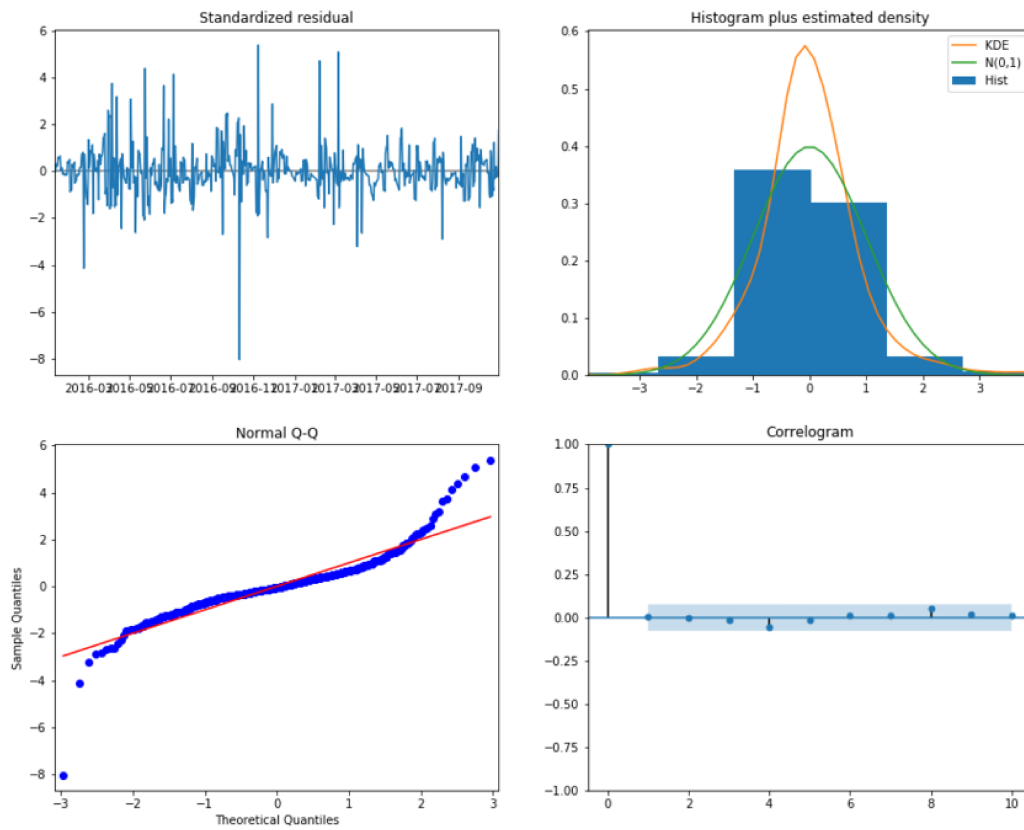 Standardized residual
6
4
2
0
−2
−4
−6
−8
2016-03 2016-05 2016-07 2016-09 2016-11 2017-01 2017-03 2017-05 2017-07 2017-09
Histogram plus estimated density
0.6
0.5
0.4
0.3
0.2
0.1
0.0
KDE
N(0,1)
Hist
−3 −2 −1 0 1 2 3
Normal Q-Q
6
4
2
0
−2
−4
−6
−8
Sample Quantiles
−3 −2 −1 0 1 2 3
Theoretical Quantiles
Correlogram
1.00
0.75
0.50
0.25
0.00
−0.25
−0.50
−0.75
−1.00
0 2 4 6 8 10